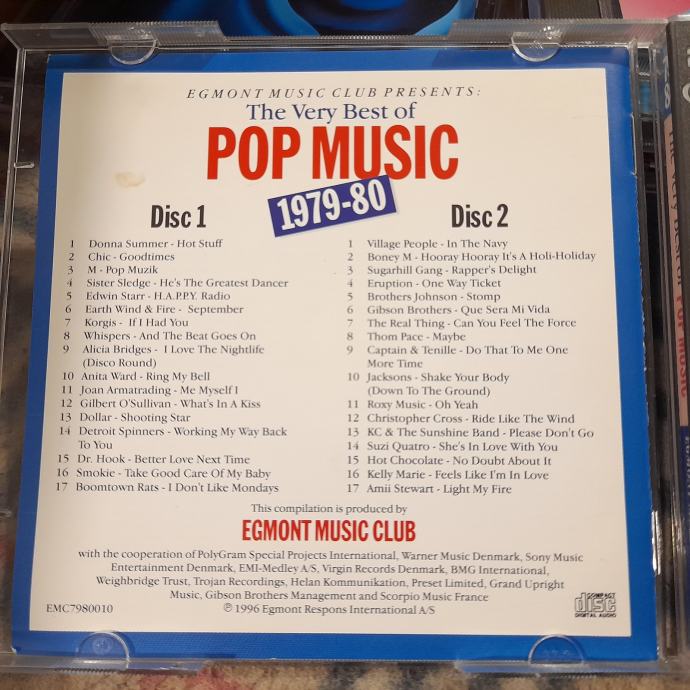 EGMONT MUSIC CLUB PRESENTS:
The Very Best of
POP MUSIC
1979-80
Disc 1
1 Donna Summer - Hot Stuff
2 Chic - Goodtimes
3 M - Pop Muzik
4 Sister Sledge - He's The Greatest Dancer
5 Edwin Starr - H.A.P.P.Y. Radio
6 Earth Wind & Fire - September
7 Korgis - If I Had You
8 Whispers - And The Beat Goes On
9 Alicia Bridges - I Love The Nightlife
(Disco Round)
10 Anita Ward - Ring My Bell
11 Joan Armatrading - Me Myself I
12 Gilbert O'Sullivan - What's In A Kiss
13 Dollar - Shooting Star
14 Detroit Spinners - Working My Way Back
To You
15 Dr. Hook - Better Love Next Time
16 Smokie - Take Good Care Of My Baby
17 Boomtown Rats - I Don't Like Mondays
Disc 2
1 Village People - In The Navy
2 Boney M - Hooray Hooray It's A Holi-Holiday
3 Sugarhill Gang - Rapper's Delight
4 Eruption - One Way Ticket
5 Brothers Johnson - Stomp
6 Gibson Brothers - Que Sera Mi Vida
7 The Real Thing - Can You Feel The Force
8 Thom Pace - Maybe
9 Captain & Tenille - Do That To Me One
More Time
10 Jacksons - Shake Your Body
(Down To The Ground)
11 Roxy Music - Oh Yeah
12 Christopher Cross - Ride Like The Wind
13 KC & The Sunshine Band - Please Don't Go
14 Suzi Quatro - She's In Love With You
15 Hot Chocolate - No Doubt About It
16 Kelly Marie - Feels Like I'm In Love
17 Amii Stewart - Light My Fire
This compilation is produced by
EGMONT MUSIC CLUB
with the cooperation of PolyGram Special Projects International, Warner Music Denmark, Sony Music
Entertainment Denmark, EMI-Medley A/S, Virgin Records Denmark, BMG International,
Weighbridge Trust, Trojan Recordings, Helan Kommunikation, Preset Limited, Grand Upright
Music, Gibson Brothers Management and Scorpio Music France
EMC7980010
℗ 1996 Egmont Respons International A/S
COMPACT
disc
DIGITAL AUDIO
The Very Best of POP Music